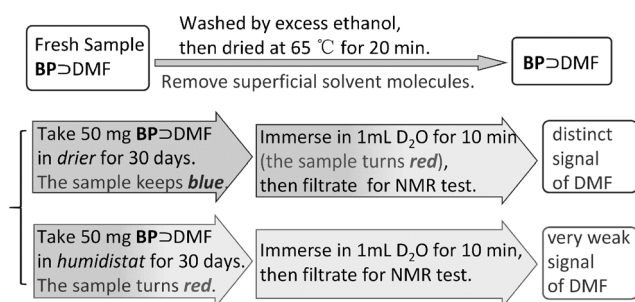 Fresh Sample
BP⊃DMF
Washed by excess ethanol,
then dried at 65 ℃ for 20 min.
Remove superficial solvent molecules.
BP⊃DMF
Take 50 mg BP⊃DMF
in drier for 30 days.
The sample keeps blue.
Immerse in 1mL D₂O for 10 min
(the sample turns red),
then filtrate for NMR test.
distinct
signal
of DMF
Take 50 mg BP⊃DMF
in humidistat for 30 days.
The sample turns red.
Immerse in 1mL D₂O for 10 min,
then filtrate for NMR test.
very weak
signal
of DMF